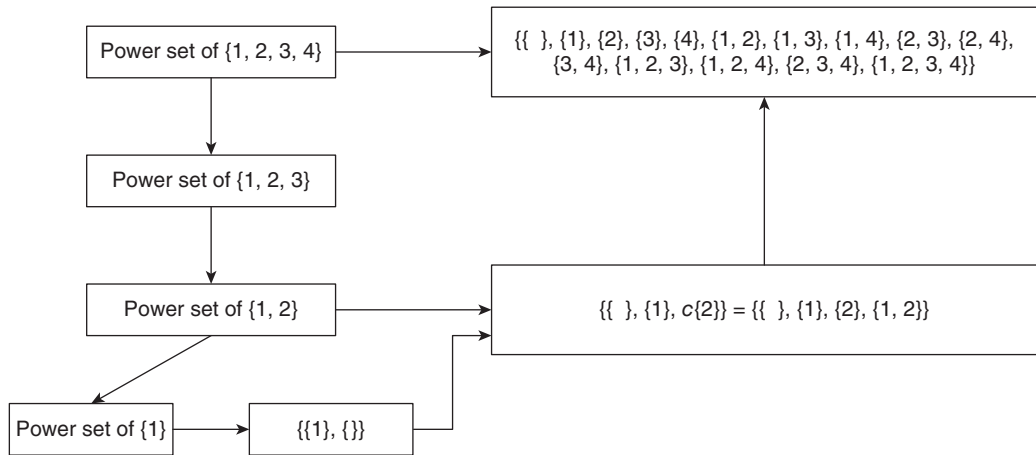 Power set of {1, 2, 3, 4}
{{ }, {1}, {2}, {3}, {4}, {1, 2}, {1, 3}, {1, 4}, {2, 3}, {2, 4},
{3, 4}, {1, 2, 3}, {1, 2, 4}, {2, 3, 4}, {1, 2, 3, 4}}
Power set of {1, 2, 3}
Power set of {1, 2}
{{ }, {1}, c{2}} = {{ }, {1}, {2}, {1, 2}}
Power set of {1}
{{1}, { }}